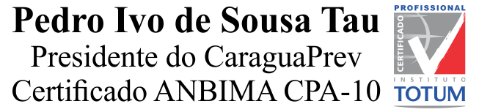 Pedro Ivo de Sousa Tau
Presidente do CaraguaPrev
Certificado ANBIMA CPA-10
PROFISSIONAL
CERTIFICADO
INSTITUTO
TOTUM